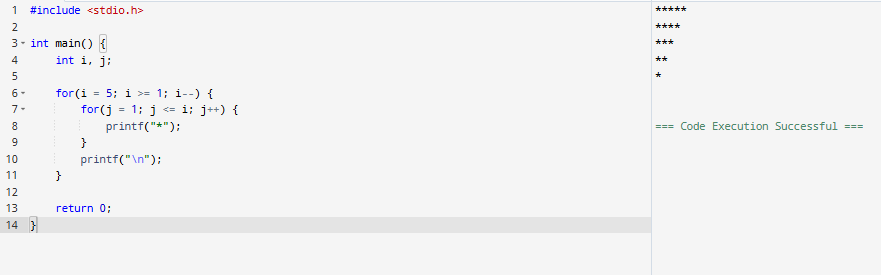 1 #include <stdio.h>
2
3 int main() {
4     int i, j;
5
6     for(i = 5; i >= 1; i--) {
7         for(j = 1; j <= i; j++) {
8             printf("*");
9         }
10         printf("\n");
11     }
12
13     return 0;
14 }
*****
****
***
**
*
=== Code Execution Successful ===